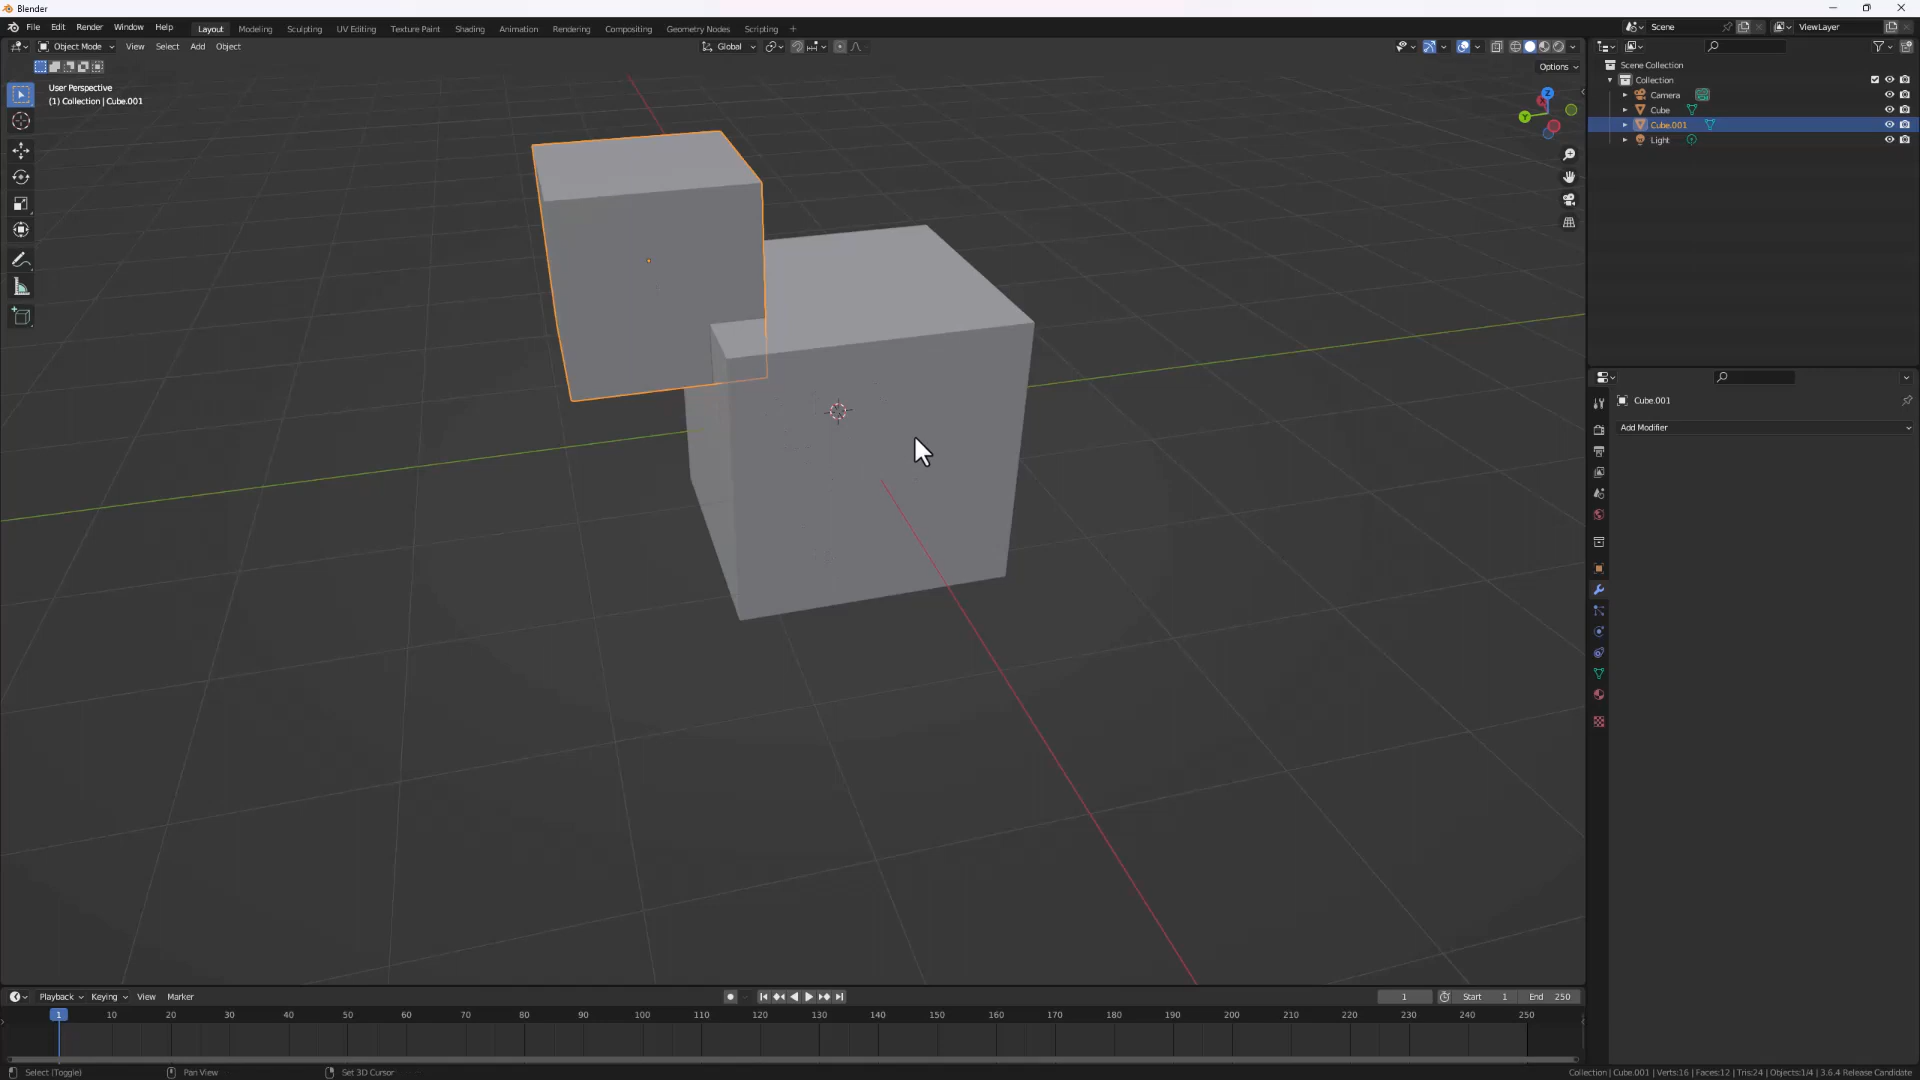 Blender
File Edit Render Window Help Layout Modeling Sculpting UV Editing Texture Paint Shading Animation Rendering Compositing Geometry Nodes Scripting + Scene ViewLayer
Object Mode View Select Add Object Global
Options
User Perspective
(1) Collection | Cube.001
Z
Y
Scene Collection
Collection
Camera
Cube
Cube.001
Light
Cube.001
Add Modifier
Playback Keying View Marker 1 Start 1 End 250
1 10 20 30 40 50 60 70 80 90 100 110 120 130 140 150 160 170 180 190 200 210 220 230 240 250
Select (Toggle) Pan View Set 3D Cursor Collection | Cube.001 | Verts:16 | Faces:12 | Tris:24 | Objects:1/4 | 3.6.4 Release Candidate